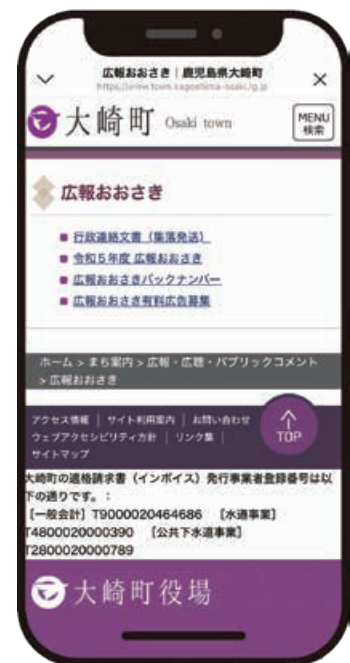 広報おおさき｜鹿児島県大崎町
https://www.town.kagoshima-osaki.lg.jp
大崎町 Osaki town
MENU
検索
広報おおさき
行政連絡文書（集落発送）
令和5年度 広報おおさき
広報おおさきバックナンバー
広報おおさき有料広告募集
ホーム > まち案内 > 広報・広聴・パブリックコメント
> 広報おおさき
アクセス情報 | サイト利用案内 | お問い合わせ
ウェブアクセシビリティ方針 | リンク集 |
サイトマップ
TOP
大崎町の適格請求書（インボイス）発行事業者登録番号は以
下の通りです。：
【一般会計】T9000020464686 【水道事業】
T4800020000390 【公共下水道事業】
T2800020000789
大崎町役場